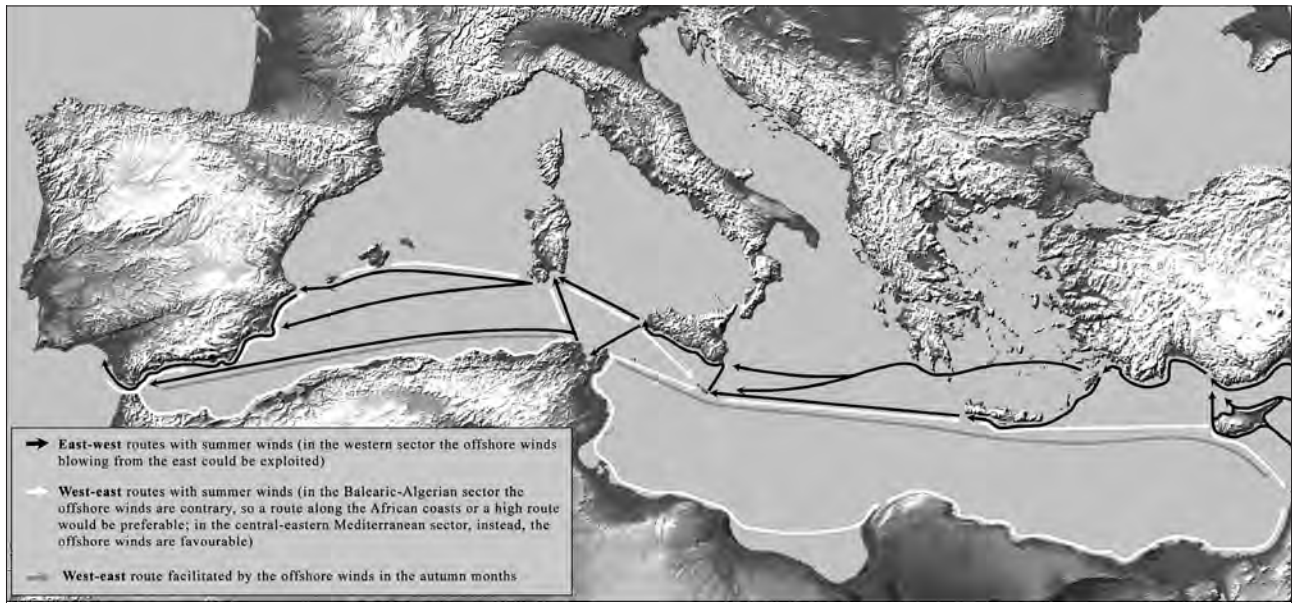 East-west routes with summer winds (in the western sector the offshore winds
blowing from the east could be exploited)
West-east routes with summer winds (in the Balearic-Algerian sector the
offshore winds are contrary, so a route along the African coasts or a high route
would be preferable; in the central-eastern Mediterranean sector, instead, the
offshore winds are favourable)
West-east route facilitated by the offshore winds in the autumn months